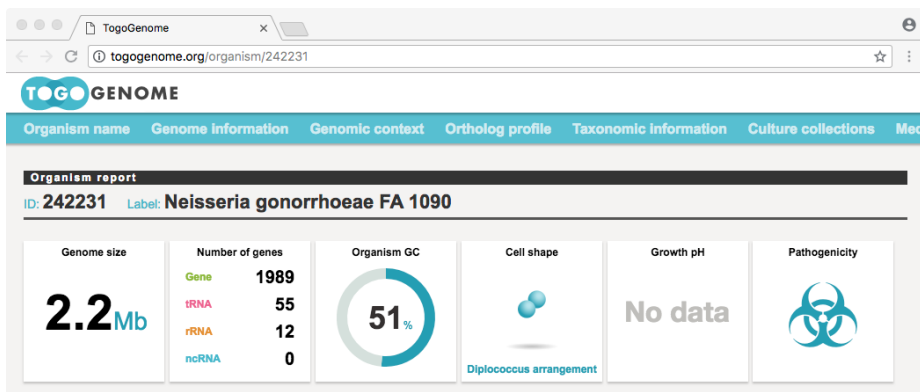 TogoGenome
togogenome.org/organism/242231
TOGO GENOME
Organism name Genome information Genomic context Ortholog profile Taxonomic information Culture collections Med
Organism report
ID: 242231 Label: Neisseria gonorrhoeae FA 1090
Genome size
2.2Mb
Number of genes
Gene 1989
tRNA 55
rRNA 12
ncRNA 0
Organism GC
51%
Cell shape
Diplococcus arrangement
Growth pH
No data
Pathogenicity